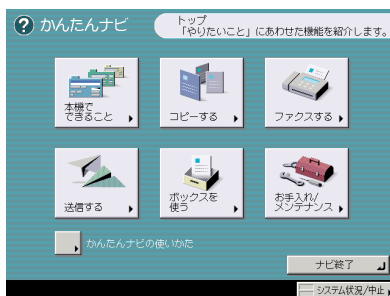 かんたんナビ
トップ
「やりたいこと」にあわせた機能を紹介します。
本機で
できること
コピーする
ファクスする
送信する
ボックスを
使う
お手入れ/
メンテナンス
かんたんナビの使いかた
ナビ終了
システム状況/中止